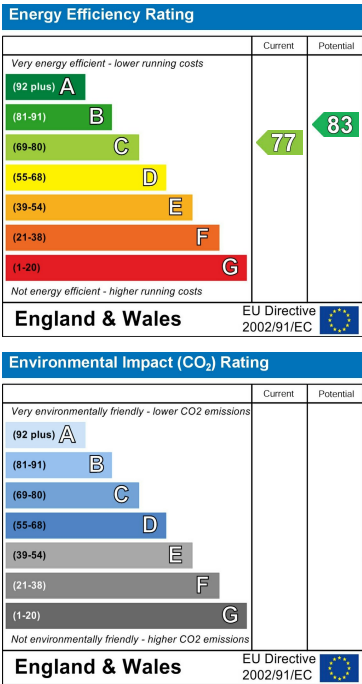 Energy Efficiency Rating
Current Potential
Very energy efficient - lower running costs
(92 plus) A
(81-91) B
(69-80) C
(55-68) D
(39-54) E
(21-38) F
(1-20) G
77
83
Not energy efficient - higher running costs
England & Wales
EU Directive
2002/91/EC
Environmental Impact (CO₂) Rating
Current Potential
Very environmentally friendly - lower CO2 emissions
(92 plus) A
(81-91) B
(69-80) C
(55-68) D
(39-54) E
(21-38) F
(1-20) G
Not environmentally friendly - higher CO2 emissions
England & Wales
EU Directive
2002/91/EC